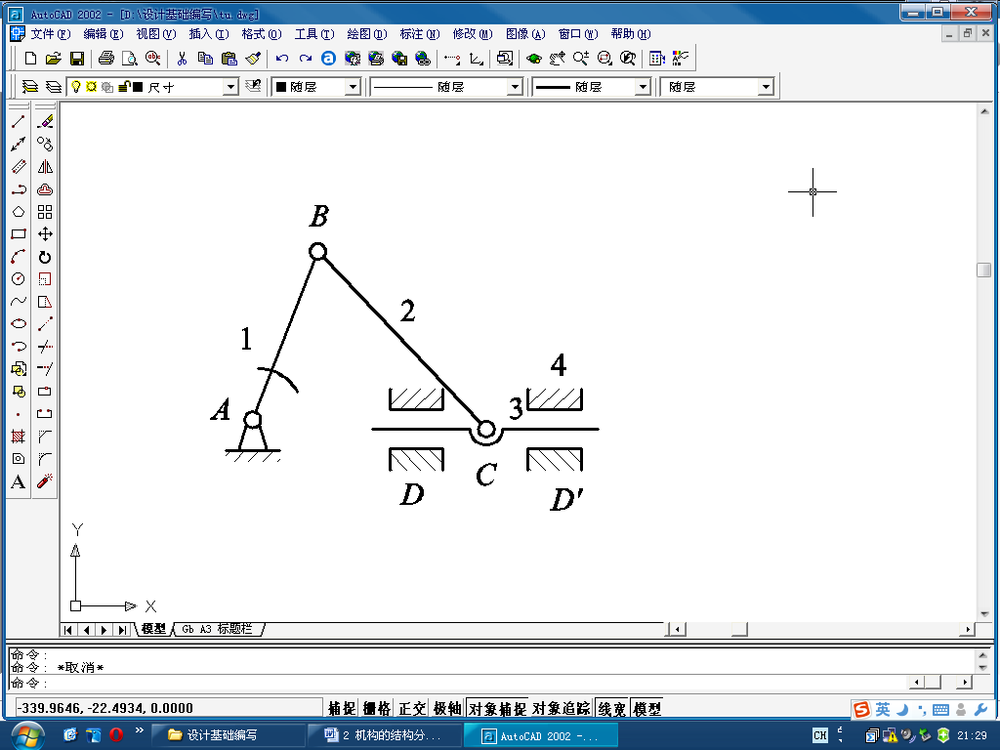 AutoCAD 2002 - [D:\设计基础编写\tu dwg]
文件(F) 编辑(E) 视图(V) 插入(I) 格式(O) 工具(T) 绘图(D) 标注(N) 修改(M) 图像(A) 窗口(W) 帮助(H)
尺寸 随层 随层 随层 随层
B
2
1
4
A
3
C
D
D'
Y
X
A
模型 Gb A3 标题栏
命令:
命令: *取消*
命令:
-339.9646, -22.4934, 0.0000 捕捉 栅格 正交 极轴 对象捕捉 对象追踪 线宽 模型
英
设计基础编写 2 机构的结构分... AutoCAD 2002 -... CH 21:29